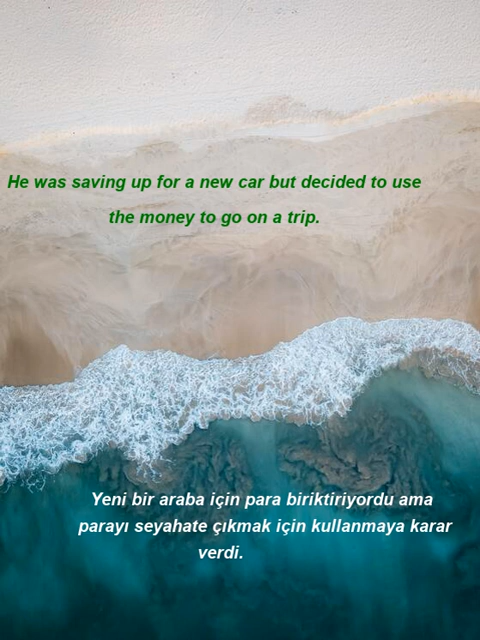 He was saving up for a new car but decided to use
the money to go on a trip.
Yeni bir araba için para biriktiriyordu ama
parayı seyahate çıkmak için kullanmaya karar
verdi.